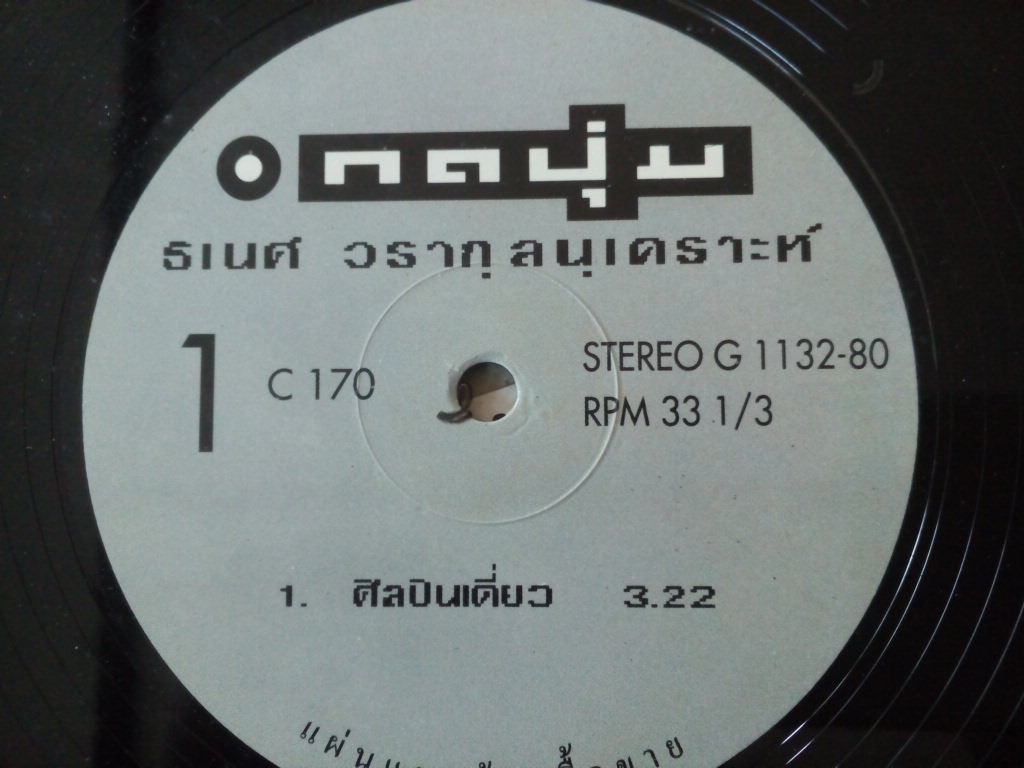 กดปุ่ม
ธเนศ วรากุลนุเคราะห์
1
C 170
STEREO G 1132-80
RPM 33 1/3
1. ศิลปินเดี่ยว 3.22